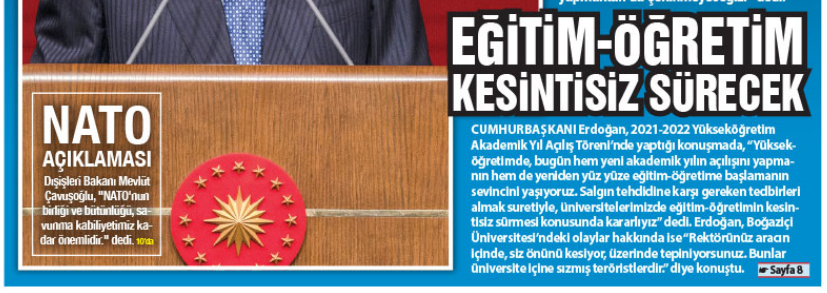 EĞİTİM-ÖĞRETİM
KESİNTİSİZ SÜRECEK
CUMHURBAŞKANI Erdoğan, 2021-2022 Yükseköğretim
Akademik Yıl Açılış Töreni'nde yaptığı konuşmada, "Yüksek-
öğretimde, bugün hem yeni akademik yılın açılışını yapma-
nın hem de yeniden yüz yüze eğitim-öğretime başlamanın
sevincini yaşıyoruz. Salgın tehdidine karşı gereken tedbirleri
almak suretiyle, üniversitelerimizde eğitim-öğretimin kesin-
tisiz sürmesi konusunda kararlıyız" dedi. Erdoğan, Boğaziçi
Üniversitesi'ndeki olaylar hakkında ise "Rektörünüz aracın
içinde, siz önünü kesiyor, üzerinde tepiniyorsunuz. Bunlar
üniversite içine sızmış teröristlerdir." diye konuştu. Sayfa 8
NATO
AÇIKLAMASI
Dışişleri Bakanı Mevlüt
Çavuşoğlu, "NATO'nun
birliği ve bütünlüğü, sa-
vunma kabiliyetimiz ka-
dar önemlidir." dedi. 10'da